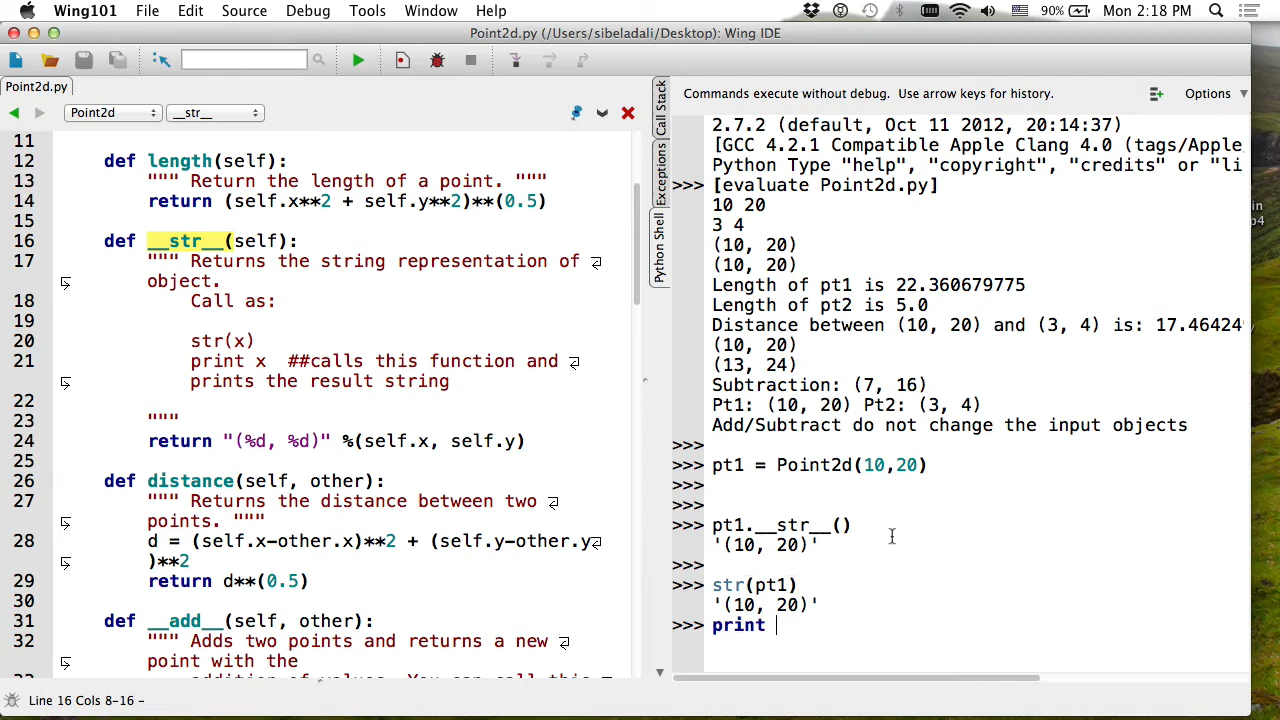 Wing101 File Edit Source Debug Tools Window Help 90% Mon 2:18 PM
Point2d.py (/Users/sibeladali/Desktop): Wing IDE
Point2d.py
Point2d __str__
11
12 def length(self):
13 """ Return the length of a point. """
14 return (self.x**2 + self.y**2)**(0.5)
15
16 def __str__(self):
17 """ Returns the string representation of
object.
18 Call as:
19
20 str(x)
21 print x ##calls this function and
prints the result string
22
23 """
24 return "(%d, %d)" %(self.x, self.y)
25
26 def distance(self, other):
27 """ Returns the distance between two
points. """
28 d = (self.x-other.x)**2 + (self.y-other.y
)**2
29 return d**(0.5)
30
31 def __add__(self, other):
32 """ Adds two points and returns a new
point with the
Line 16 Cols 8-16 –
Call Stack
Exceptions
Python Shell
Commands execute without debug. Use arrow keys for history. Options
2.7.2 (default, Oct 11 2012, 20:14:37)
[GCC 4.2.1 Compatible Apple Clang 4.0 (tags/Apple,
Python Type "help", "copyright", "credits" or "li
>>> [evaluate Point2d.py]
10 20
3 4
(10, 20)
(10, 20)
Length of pt1 is 22.360679775
Length of pt2 is 5.0
Distance between (10, 20) and (3, 4) is: 17.46424
(10, 20)
(13, 24)
Subtraction: (7, 16)
Pt1: (10, 20) Pt2: (3, 4)
Add/Subtract do not change the input objects
>>>
>>> pt1 = Point2d(10,20)
>>>
>>>
>>> pt1.__str__()
'(10, 20)'
>>>
>>> str(pt1)
'(10, 20)'
>>> print